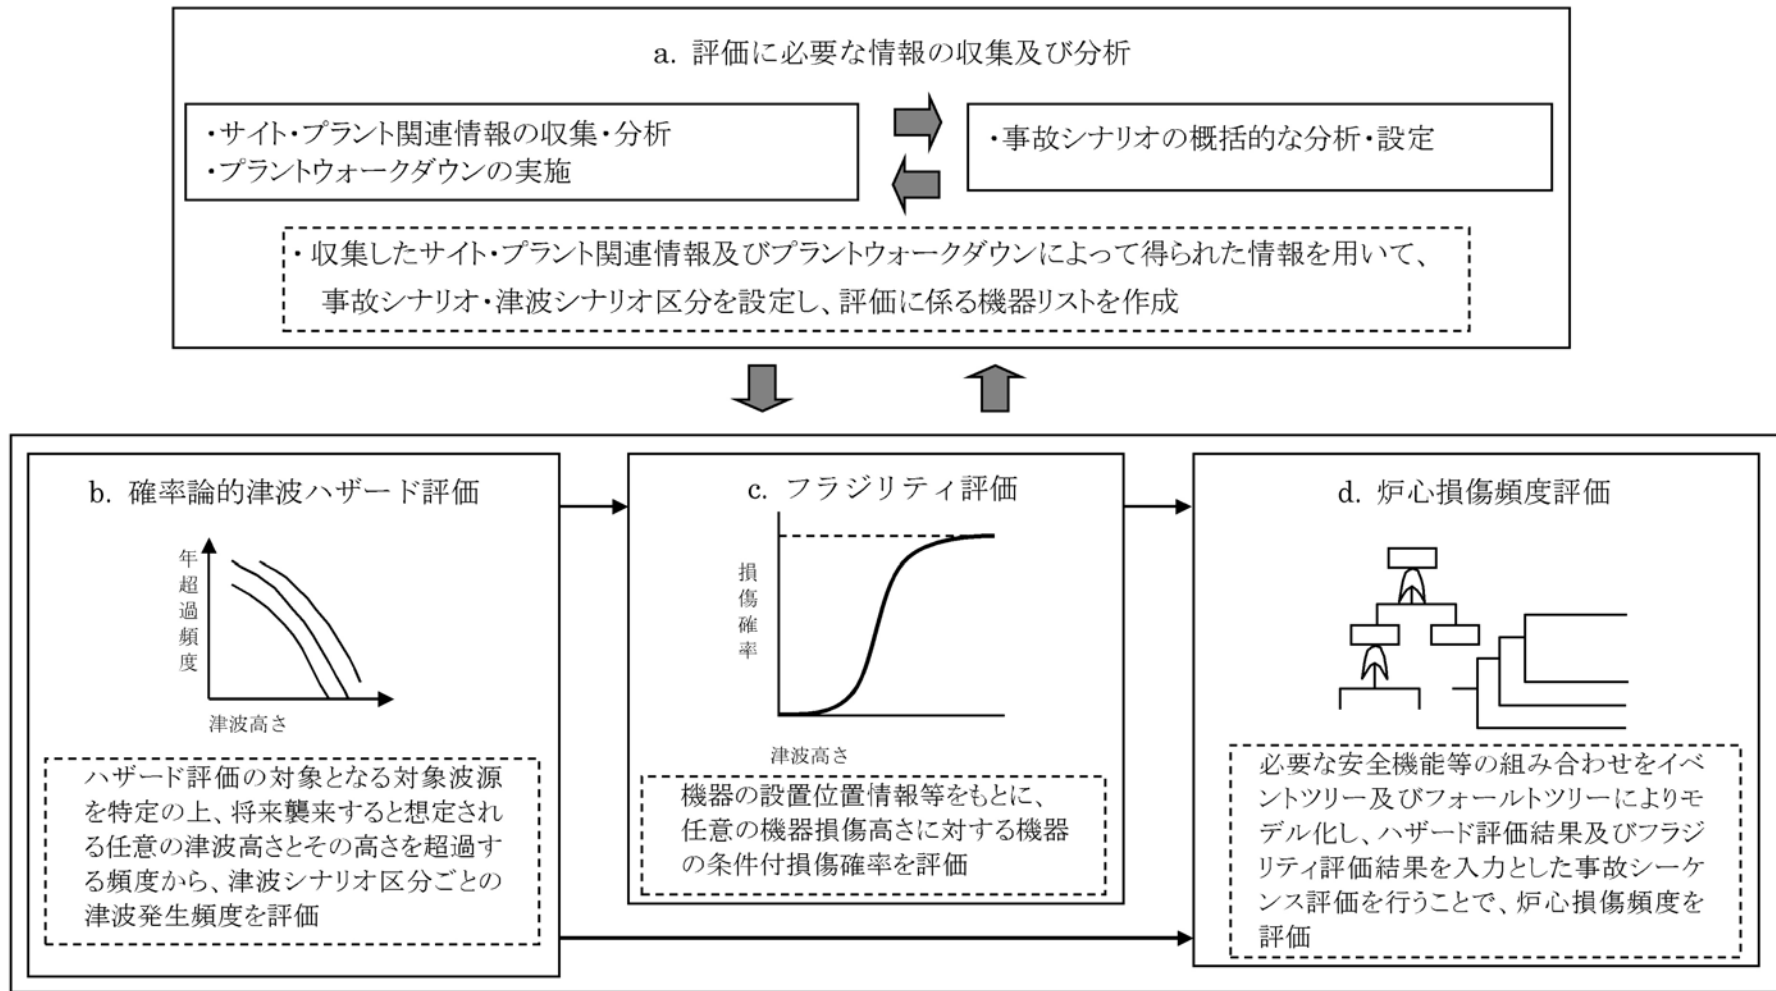 a. 評価に必要な情報の収集及び分析
・サイト・プラント関連情報の収集・分析
・プラントウォークダウンの実施
・事故シナリオの概括的な分析・設定
・収集したサイト・プラント関連情報及びプラントウォークダウンによって得られた情報を用いて、
事故シナリオ・津波シナリオ区分を設定し、評価に係る機器リストを作成
b. 確率論的津波ハザード評価
年超過頻度
津波高さ
ハザード評価の対象となる対象波源
を特定の上、将来襲来すると想定され
る任意の津波高さとその高さを超過す
る頻度から、津波シナリオ区分ごとの
津波発生頻度を評価
c. フラジリティ評価
損傷確率
津波高さ
機器の設置位置情報等をもとに、
任意の機器損傷高さに対する機器
の条件付損傷確率を評価
d. 炉心損傷頻度評価
必要な安全機能等の組み合わせをイベ
ントツリー及びフォールトツリーによりモ
デル化し、ハザード評価結果及びフラジ
リティ評価結果を入力とした事故シーケ
ンス評価を行うことで、炉心損傷頻度を
評価